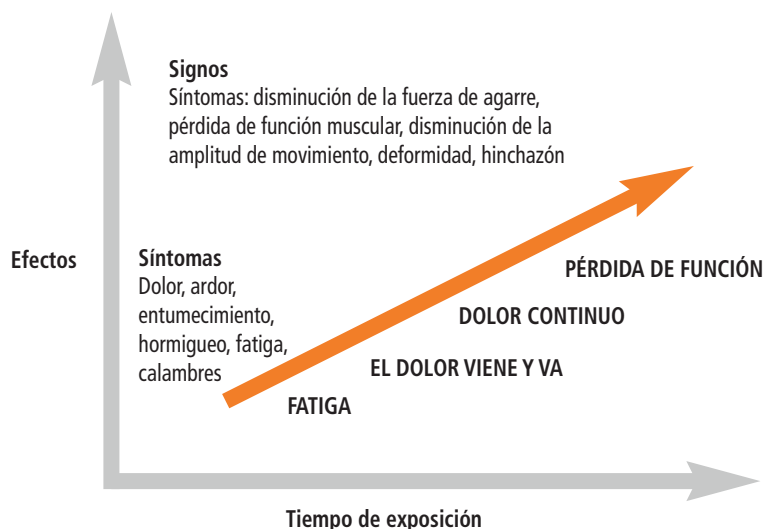 Signos
Síntomas: disminución de la fuerza de agarre,
pérdida de función muscular, disminución de la
amplitud de movimiento, deformidad, hinchazón
Efectos
Síntomas
Dolor, ardor,
entumecimiento,
hormigueo, fatiga,
calambres
PÉRDIDA DE FUNCIÓN
DOLOR CONTINUO
EL DOLOR VIENE Y VA
FATIGA
Tiempo de exposición